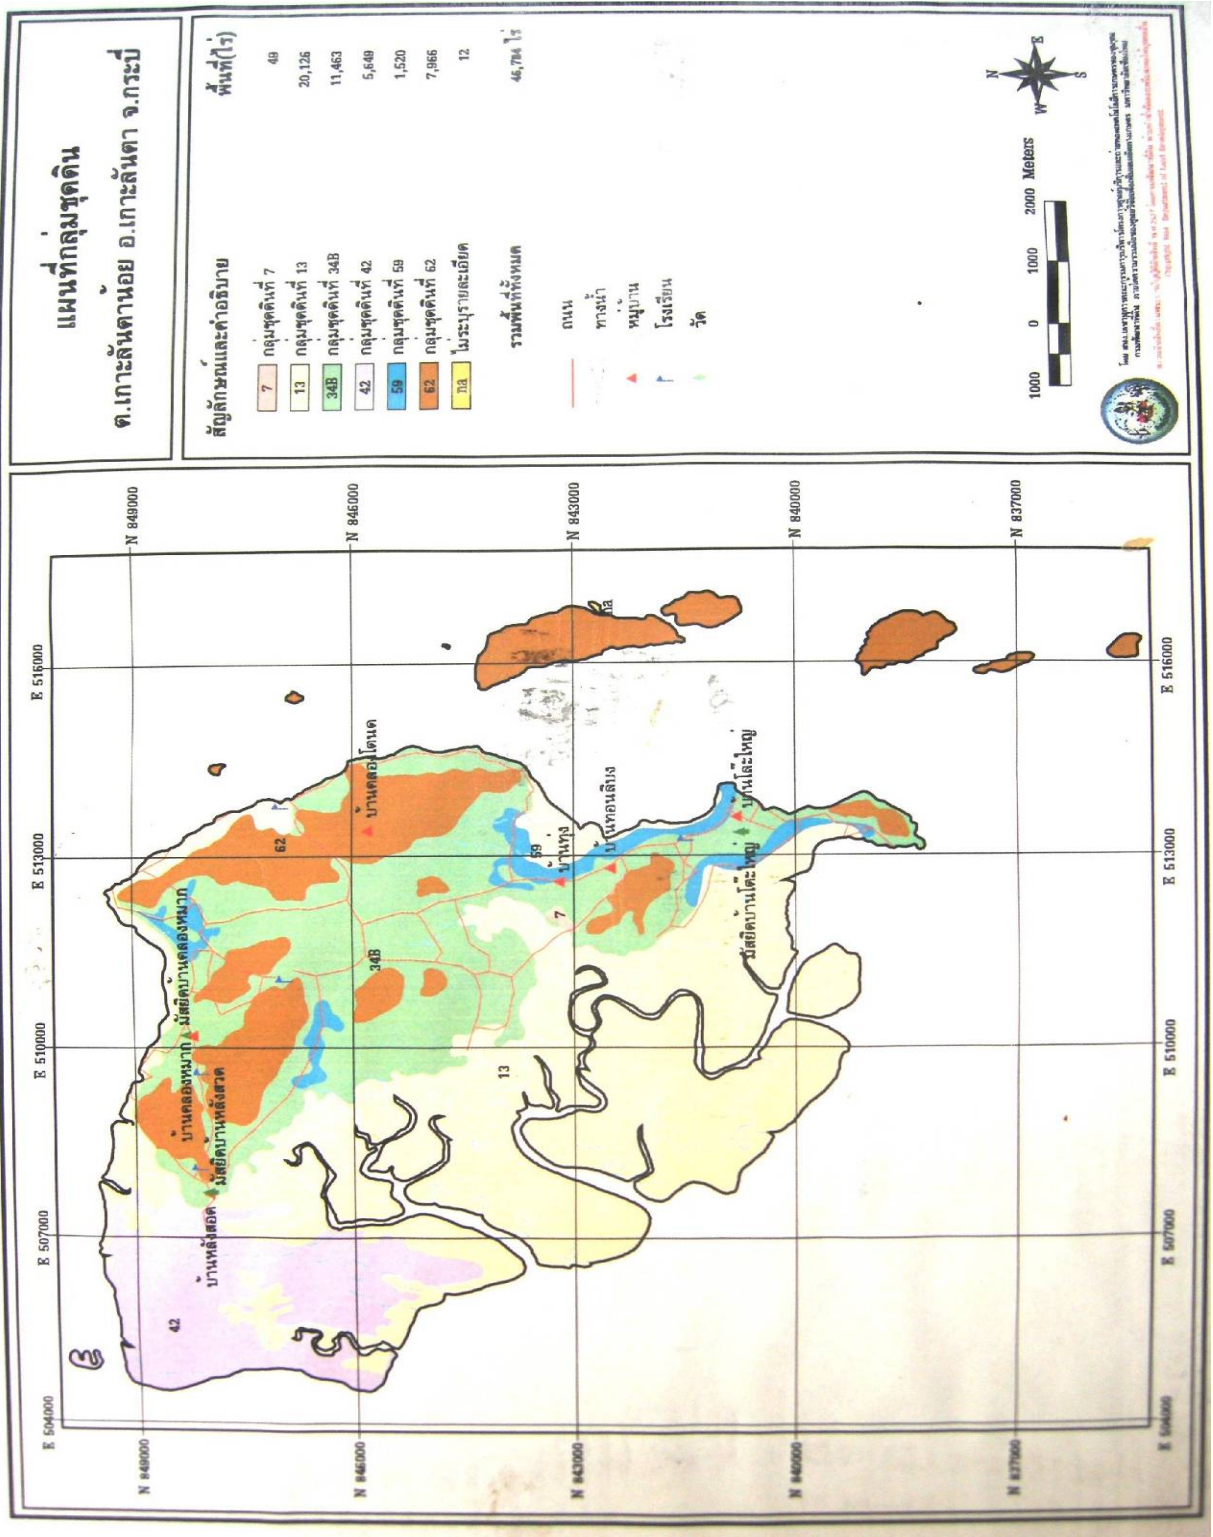 แผนที่กลุ่มชุดดิน
ต.เกาะลันตาน้อย อ.เกาะลันตา จ.กระบี่
สัญลักษณ์และคำอธิบาย พื้นที่(ไร่)
7 กลุ่มชุดดินที่ 7 49
13 กลุ่มชุดดินที่ 13 20,126
34B กลุ่มชุดดินที่ 34B 11,463
42 กลุ่มชุดดินที่ 42 5,649
59 กลุ่มชุดดินที่ 59 1,520
62 กลุ่มชุดดินที่ 62 7,966
na ไม่ระบุรายละเอียด 12
รวมพื้นที่ทั้งหมด 46,784 ไร่
ถนน
ทางน้ำ
หมู่บ้าน
โรงเรียน
วัด
1000 0 1000 2000 Meters
N
W E
S
E 504000 E 507000 E 510000 E 513000 E 516000
N 849000 N 849000
N 846000 N 846000
N 843000 N 843000
N 840000 N 840000
N 837000 N 837000
E 504000 E 507000 E 510000 E 513000 E 516000
42
บ้านหลังสอด
มัสยิดบ้านหลังสวด
บ้านคลองหมาก
มัสยิดบ้านคลองหมาก
62
บ้านคลองโตนด
34B
13
59
7
บ้านทุ่ง
บ้านทอนลิบง
na
บ้านโล๊ะใหญ่
มัสยิดบ้านโต๊ะใหญ่